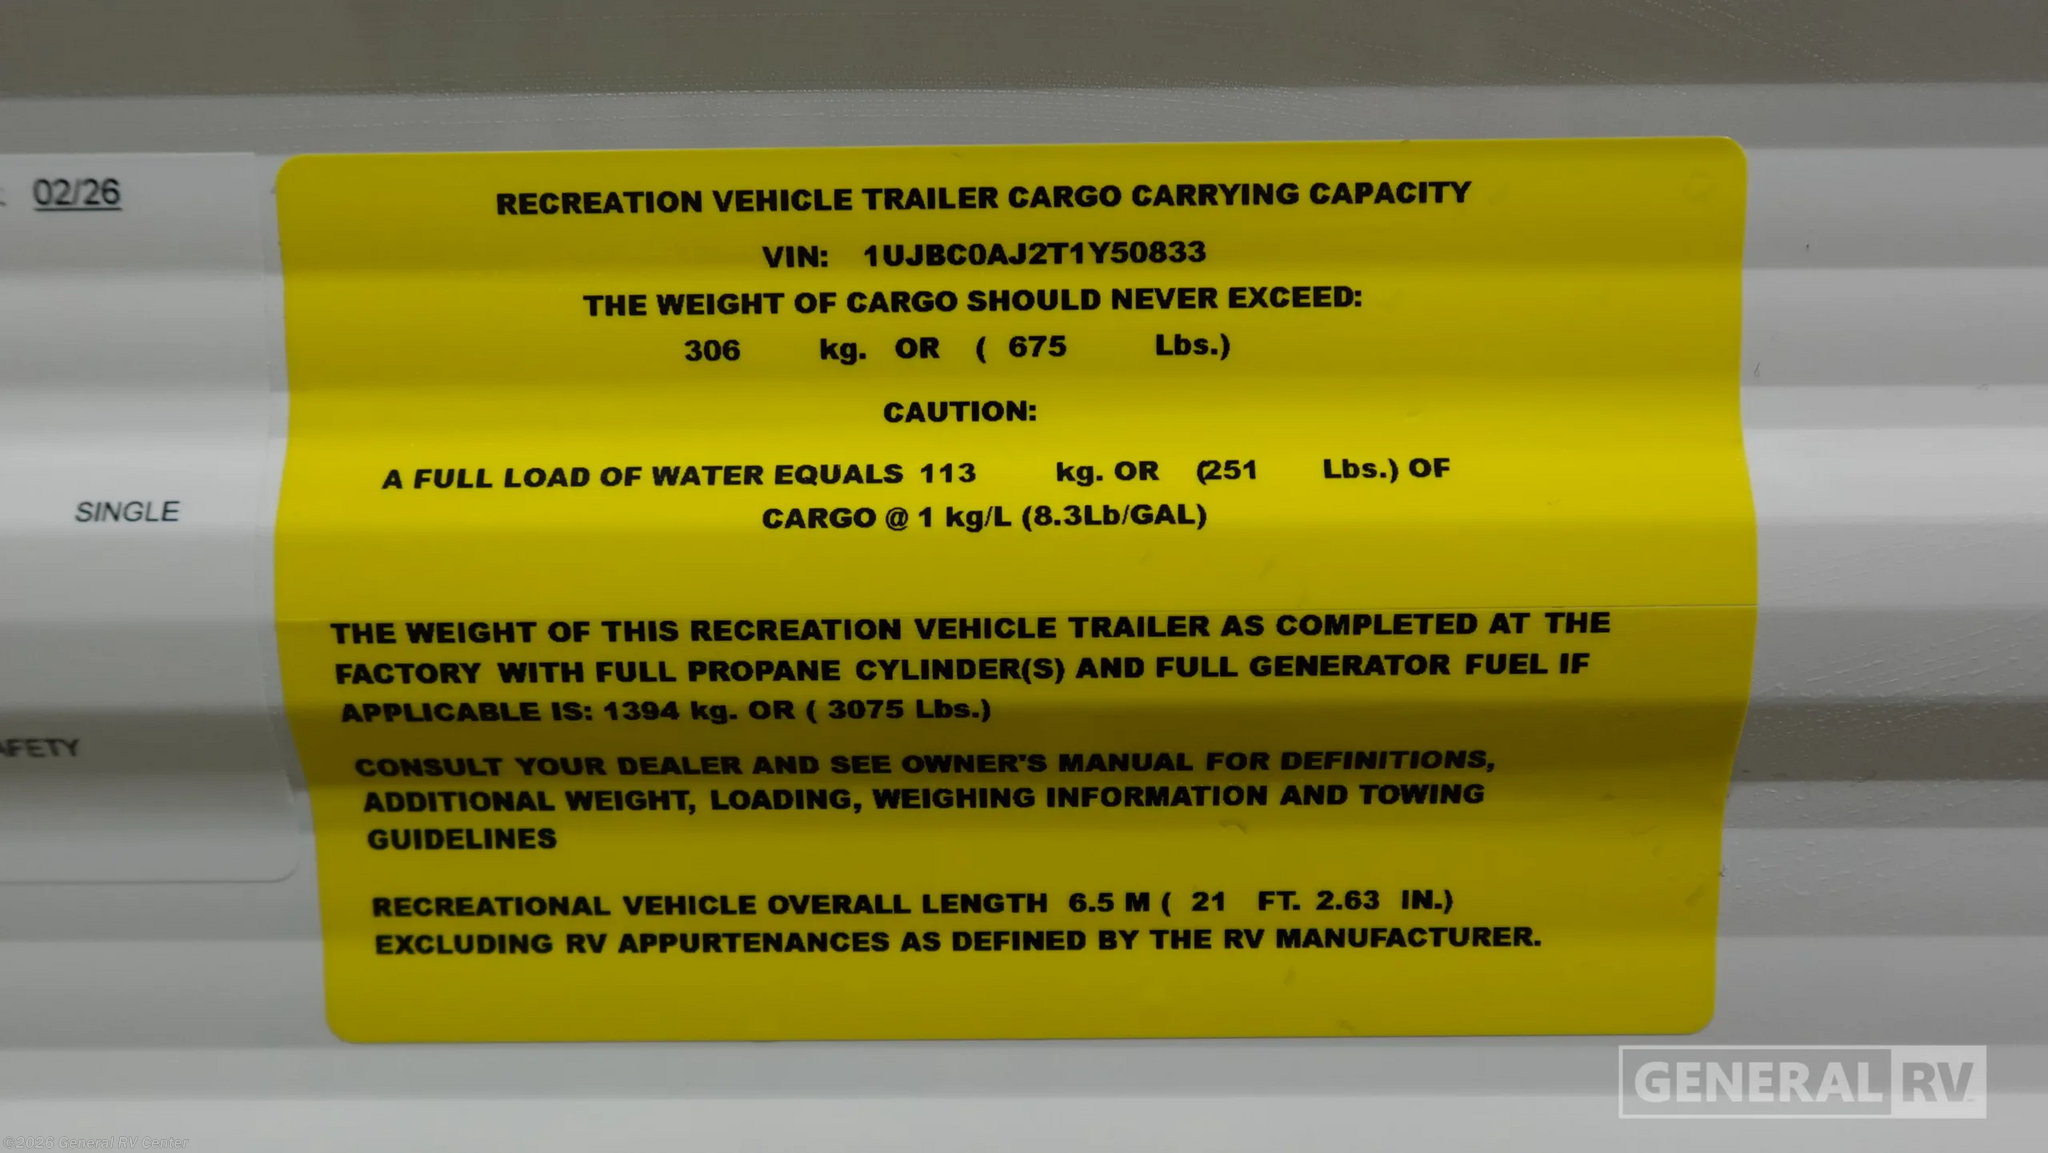 02/26
SINGLE
AFETY
RECREATION VEHICLE TRAILER CARGO CARRYING CAPACITY
VIN: 1UJBC0AJ2T1Y50833
THE WEIGHT OF CARGO SHOULD NEVER EXCEED:
306 kg. OR ( 675 Lbs.)
CAUTION:
A FULL LOAD OF WATER EQUALS 113 kg. OR (251 Lbs.) OF
CARGO @ 1 kg/L (8.3Lb/GAL)
THE WEIGHT OF THIS RECREATION VEHICLE TRAILER AS COMPLETED AT THE
FACTORY WITH FULL PROPANE CYLINDER(S) AND FULL GENERATOR FUEL IF
APPLICABLE IS: 1394 kg. OR ( 3075 Lbs.)
CONSULT YOUR DEALER AND SEE OWNER'S MANUAL FOR DEFINITIONS,
ADDITIONAL WEIGHT, LOADING, WEIGHING INFORMATION AND TOWING
GUIDELINES
RECREATIONAL VEHICLE OVERALL LENGTH 6.5 M ( 21 FT. 2.63 IN.)
EXCLUDING RV APPURTENANCES AS DEFINED BY THE RV MANUFACTURER.
GENERAL RV
©2026 General RV Center